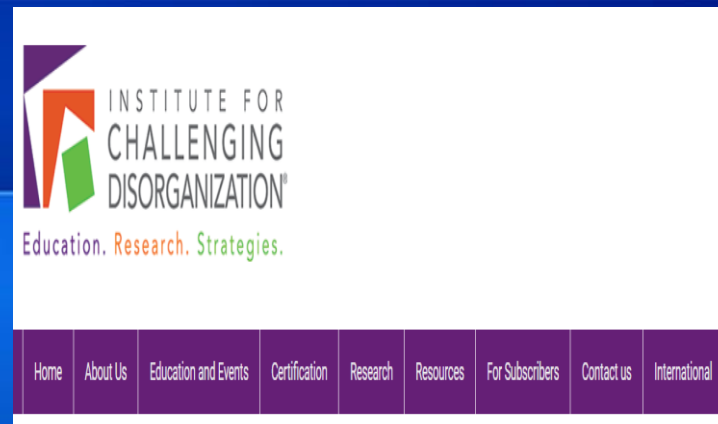 INSTITUTE FOR
CHALLENGING
DISORGANIZATION®
Education. Research. Strategies.
Home About Us Education and Events Certification Research Resources For Subscribers Contact us International